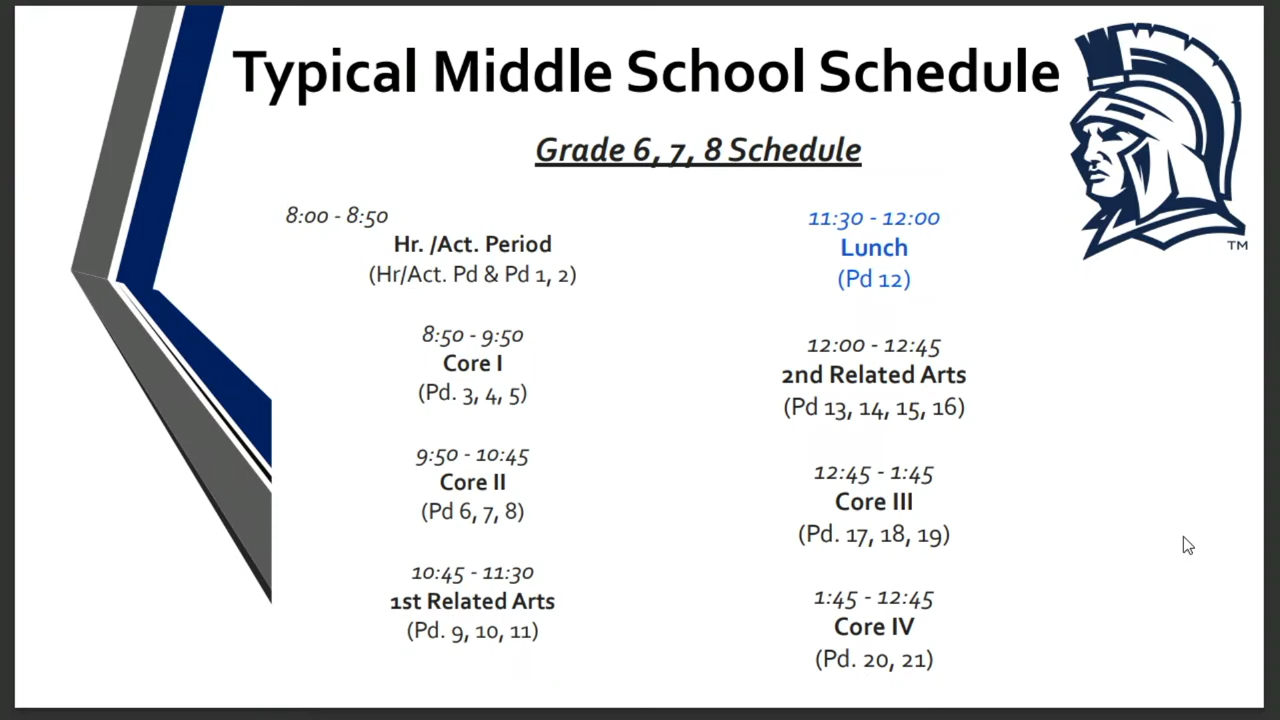 Typical Middle School Schedule
Grade 6, 7, 8 Schedule
8:00 - 8:50
Hr. /Act. Period
(Hr/Act. Pd & Pd 1, 2)
8:50 - 9:50
Core I
(Pd. 3, 4, 5)
9:50 - 10:45
Core II
(Pd 6, 7, 8)
10:45 - 11:30
1st Related Arts
(Pd. 9, 10, 11)
11:30 - 12:00
Lunch
(Pd 12)
12:00 - 12:45
2nd Related Arts
(Pd 13, 14, 15, 16)
12:45 - 1:45
Core III
(Pd. 17, 18, 19)
1:45 - 12:45
Core IV
(Pd. 20, 21)
TM